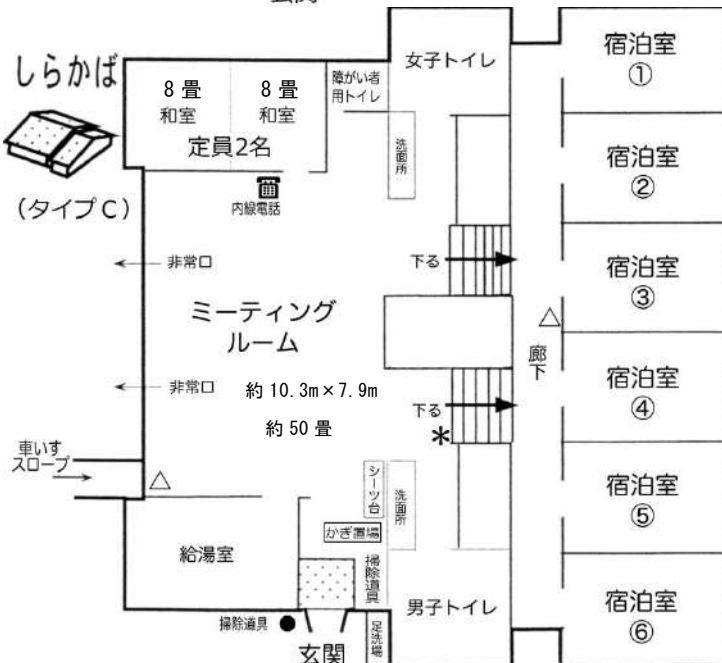 しらかば
(タイプC)
8畳
和室
8畳
和室
定員2名
障がい者
用トイレ
女子トイレ
洗面所
内線電話
非常口
下る
ミーティング
ルーム
非常口
約10.3m×7.9m
約50畳
下る
*
車いす
スロープ
△
シーツ台
洗面所
かぎ置場
掃除道具
給湯室
男子トイレ
掃除道具 ●
玄関
足洗場
△
廊下
宿泊室
①
宿泊室
②
宿泊室
③
宿泊室
④
宿泊室
⑤
宿泊室
⑥